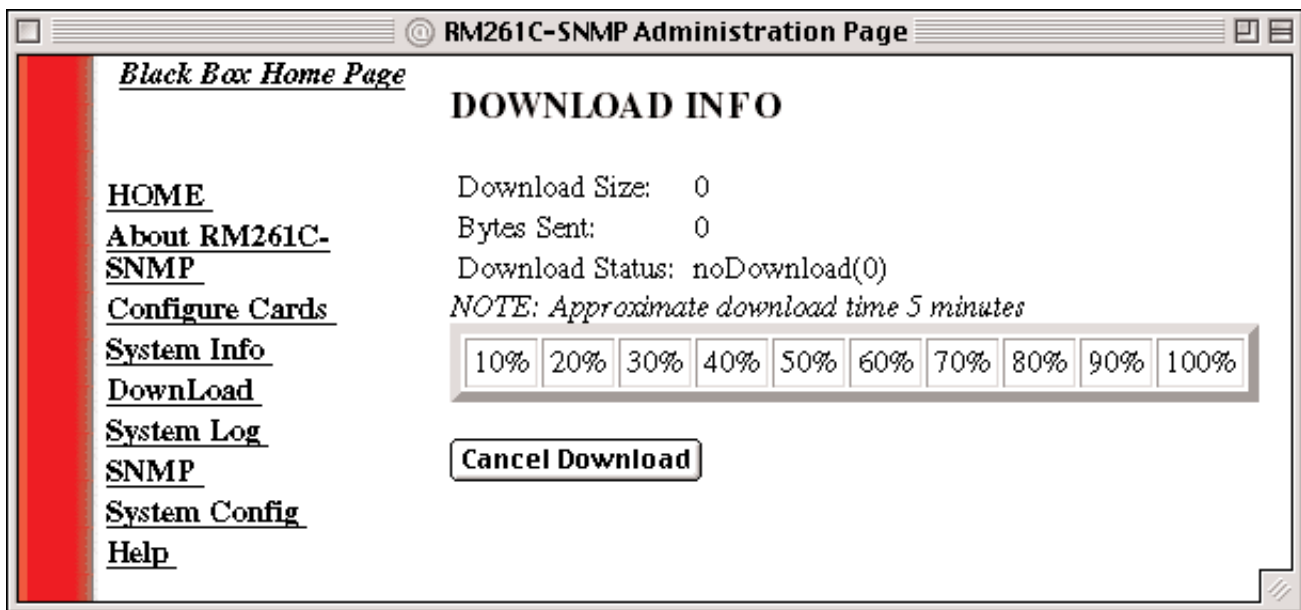 RM261C-SNMP Administration Page
Black Box Home Page
HOME
About RM261C-
SNMP
Configure Cards
System Info
DownLoad
System Log
SNMP
System Config
Help
DOWNLOAD INFO
Download Size: 0
Bytes Sent: 0
Download Status: noDownload(0)
NOTE: Approximate download time 5 minutes
10% 20% 30% 40% 50% 60% 70% 80% 90% 100%
Cancel Download